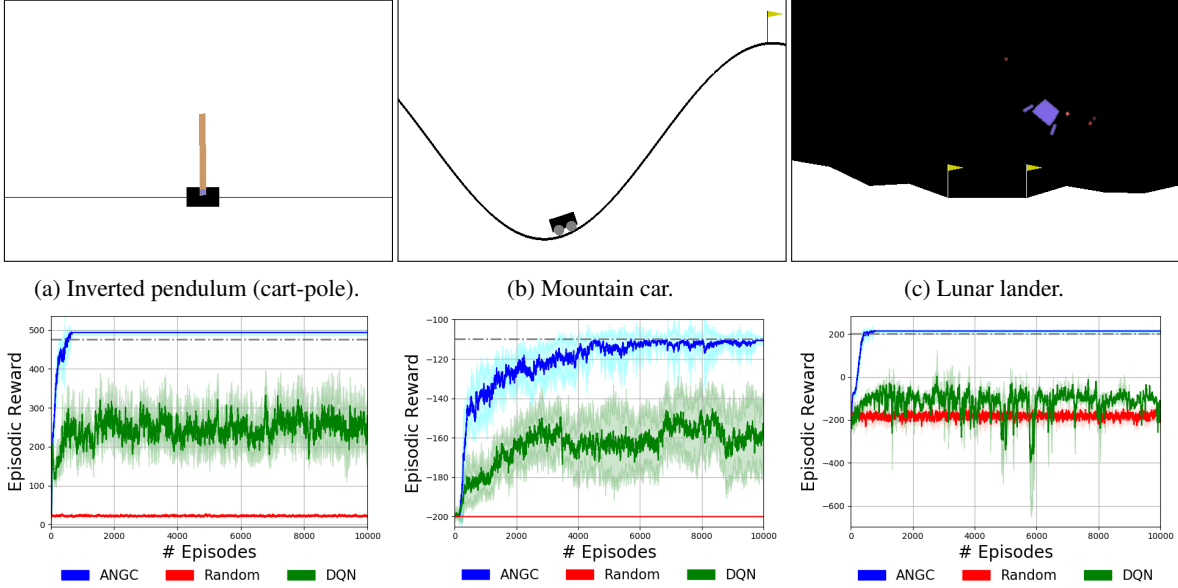 (a) Inverted pendulum (cart-pole).
(b) Mountain car.
(c) Lunar lander.
500
400
300
200
100
0
Episodic Reward
0 2000 4000 6000 8000 10000
# Episodes
ANGC Random DQN
−100
−120
−140
−160
−180
−200
Episodic Reward
0 2000 4000 6000 8000 10000
# Episodes
ANGC Random DQN
200
0
−200
−400
−600
Episodic Reward
0 2000 4000 6000 8000 10000
# Episodes
ANGC Random DQN